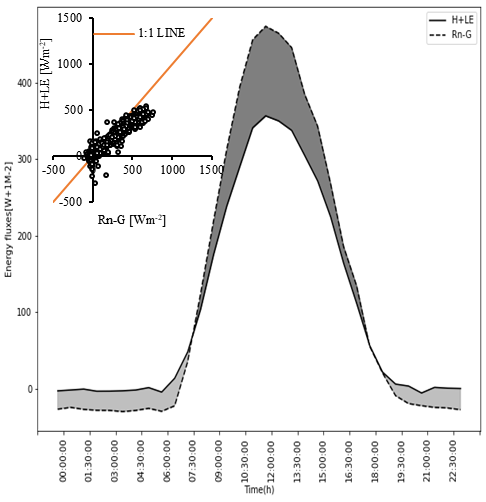 H+LE
Rn-G
1:1 LINE
H+LE [Wm-2]
1500
1000
500
0
-500
-500 0 500 1000 1500
Rn-G [Wm-2]
Energy fluxes[W+1M-2]
400
300
200
100
0
00:00:00 01:30:00 03:00:00 04:30:00 06:00:00 07:30:00 09:00:00 10:30:00 12:00:00 13:30:00 15:00:00 15:30:00 16:30:00 18:00:00 19:30:00 21:00:00 22:30:00
Time(h)